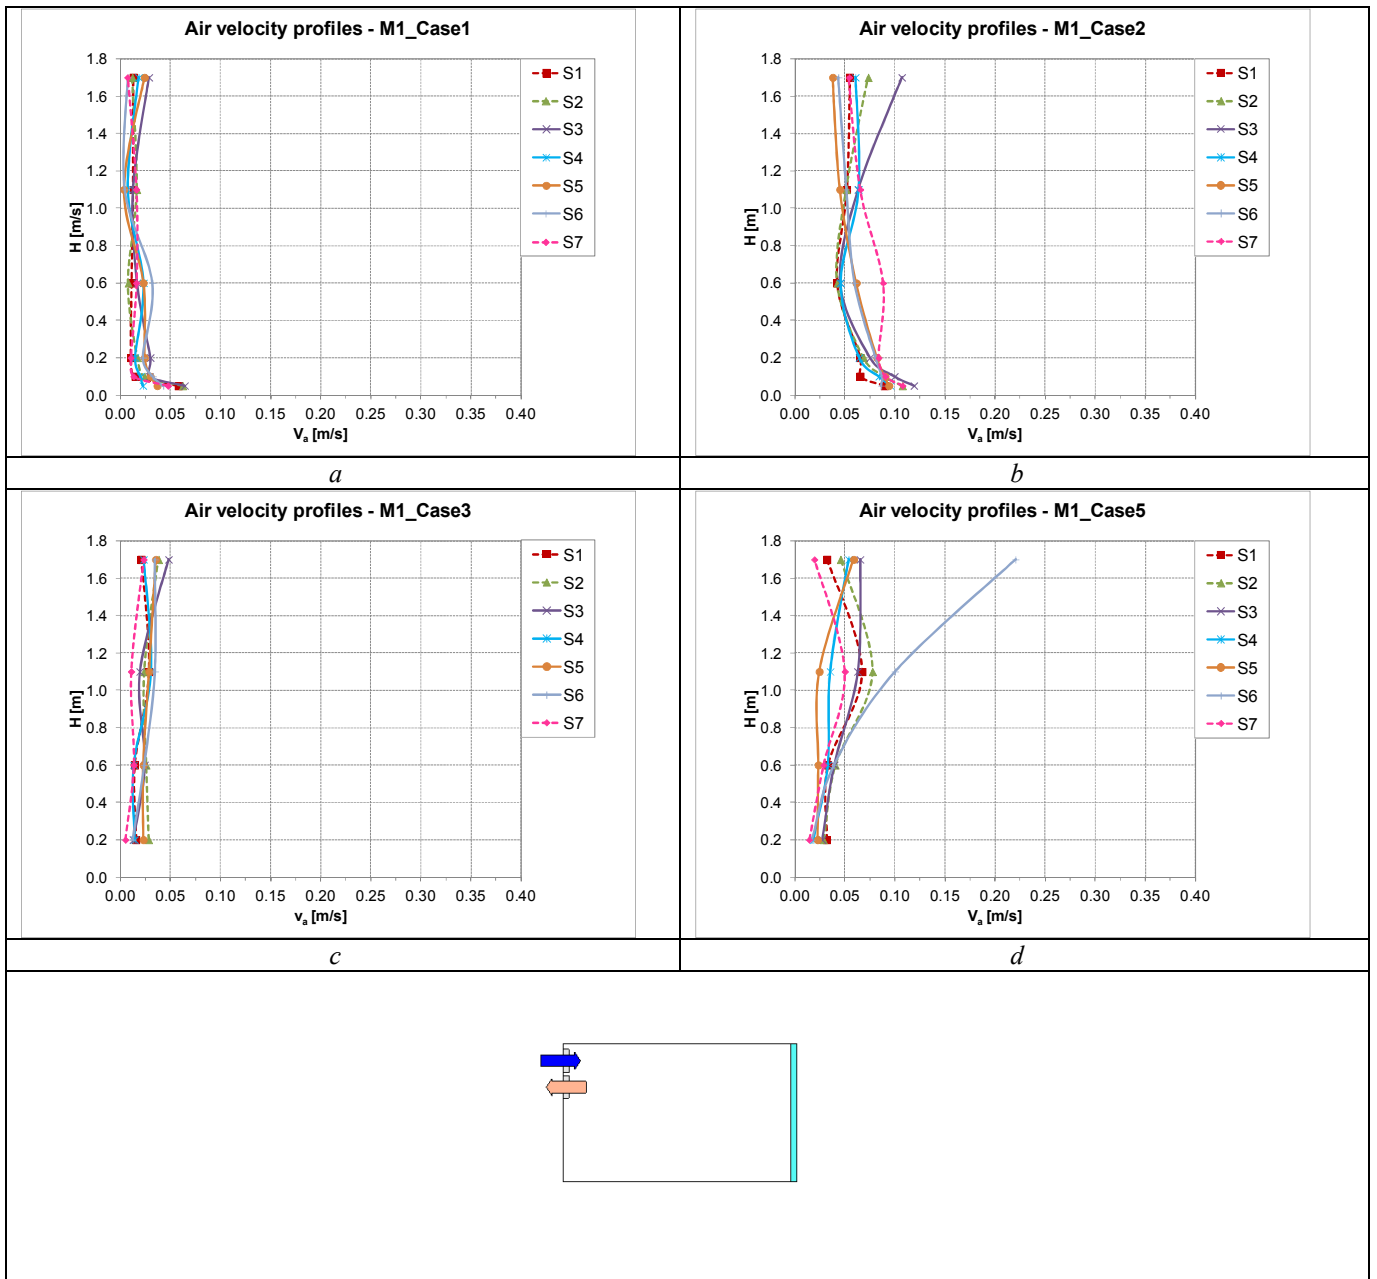 Air velocity profiles - M1_Case1
1.8
1.6
1.4
1.2
1.0
0.8
0.6
0.4
0.2
0.0
H [m/s]
0.00 0.05 0.10 0.15 0.20 0.25 0.30 0.35 0.40
Va [m/s]
S1
S2
S3
S4
S5
S6
S7
Air velocity profiles - M1_Case2
1.8
1.6
1.4
1.2
1.0
0.8
0.6
0.4
0.2
0.0
H [m]
0.00 0.05 0.10 0.15 0.20 0.25 0.30 0.35 0.40
Va [m/s]
S1
S2
S3
S4
S5
S6
S7
a
b
Air velocity profiles - M1_Case3
1.8
1.6
1.4
1.2
1.0
0.8
0.6
0.4
0.2
0.0
H [m]
0.00 0.05 0.10 0.15 0.20 0.25 0.30 0.35 0.40
va [m/s]
S1
S2
S3
S4
S5
S6
S7
Air velocity profiles - M1_Case5
1.8
1.6
1.4
1.2
1.0
0.8
0.6
0.4
0.2
0.0
H [m]
0.00 0.05 0.10 0.15 0.20 0.25 0.30 0.35 0.40
Va [m/s]
S1
S2
S3
S4
S5
S6
S7
c
d